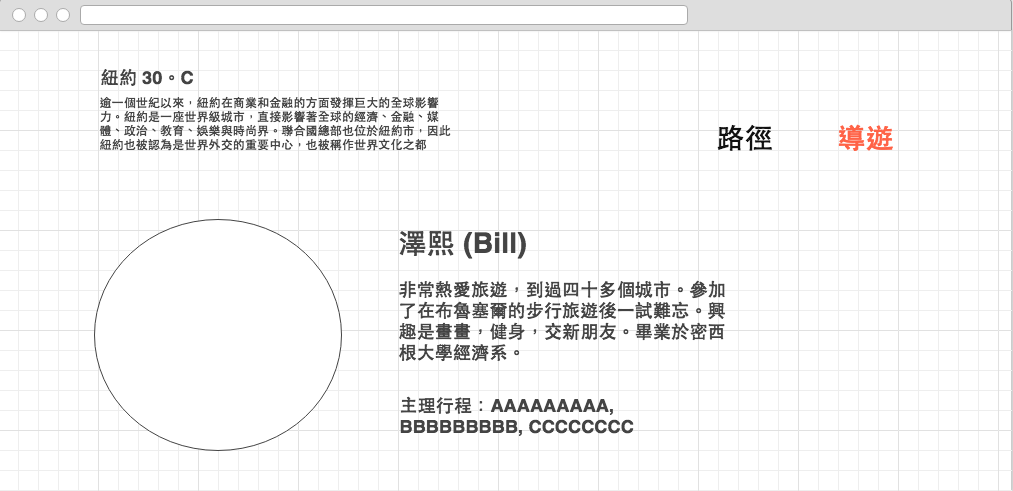 紐約 30。C
逾一個世紀以來，紐約在商業和金融的方面發揮巨大的全球影響
力。紐約是一座世界級城市，直接影響著全球的經濟、金融、媒
體、政治、教育、娛樂與時尚界。聯合國總部也位於紐約市，因此
紐約也被認為是世界外交的重要中心，也被稱作世界文化之都
路徑
導遊
澤熙 (Bill)
非常熱愛旅遊，到過四十多個城市。參加
了在布魯塞爾的步行旅遊後一試難忘。興
趣是畫畫，健身，交新朋友。畢業於密西
根大學經濟系。
主理行程：AAAAAAAAA,
BBBBBBBBB, CCCCCCCC